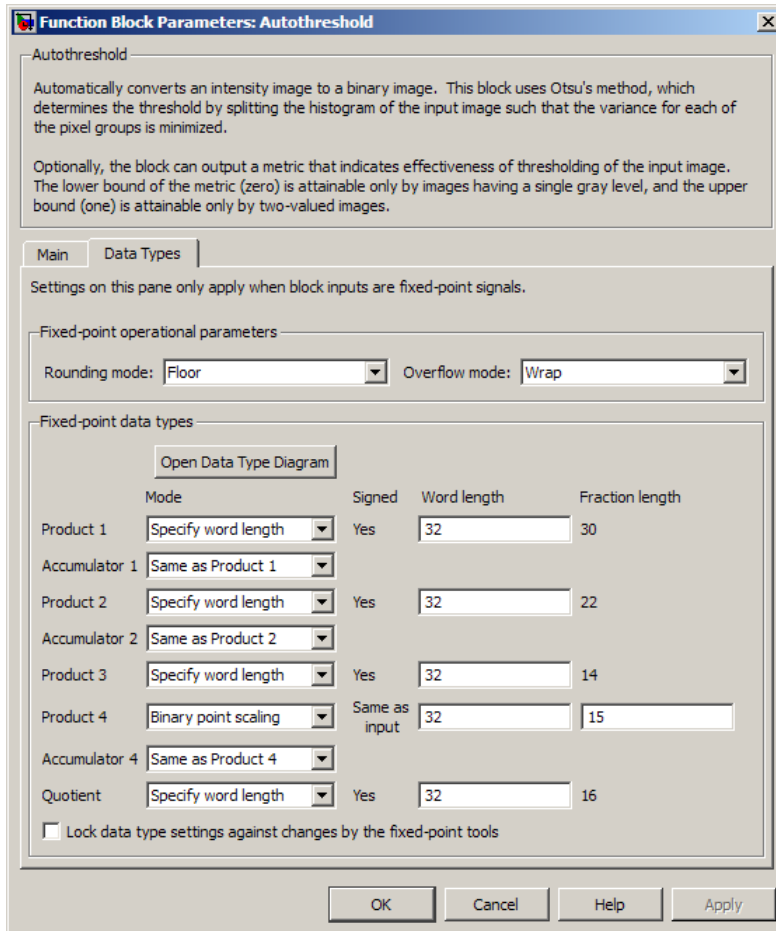 Function Block Parameters: Autothreshold
Autothreshold
Automatically converts an intensity image to a binary image.  This block uses Otsu's method, which
determines the threshold by splitting the histogram of the input image such that the variance for each of
the pixel groups is minimized.
Optionally, the block can output a metric that indicates effectiveness of thresholding of the input image.
The lower bound of the metric (zero) is attainable only by images having a single gray level, and the upper
bound (one) is attainable only by two-valued images.
Main Data Types
Settings on this pane only apply when block inputs are fixed-point signals.
Fixed-point operational parameters
Rounding mode: Floor Overflow mode: Wrap
Fixed-point data types
Open Data Type Diagram
Mode Signed Word length Fraction length
Product 1 Specify word length Yes 32 30
Accumulator 1 Same as Product 1
Product 2 Specify word length Yes 32 22
Accumulator 2 Same as Product 2
Product 3 Specify word length Yes 32 14
Product 4 Binary point scaling Same as input 32 15
Accumulator 4 Same as Product 4
Quotient Specify word length Yes 32 16
Lock data type settings against changes by the fixed-point tools
OK Cancel Help Apply